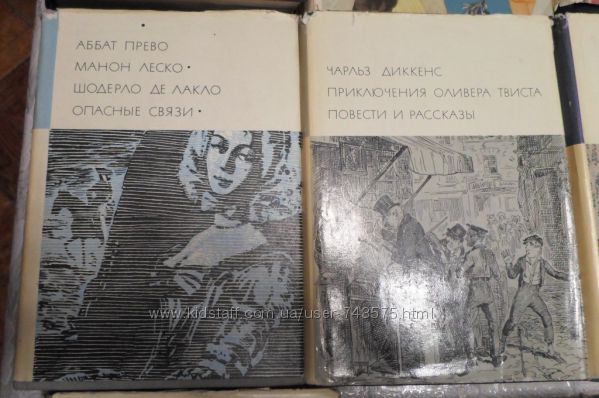 АББАТ ПРЕВО
МАНОН ЛЕСКО •
ШОДЕРЛО ДЕ ЛАКЛО
ОПАСНЫЕ СВЯЗИ •
ЧАРЛЬЗ ДИККЕНС
ПРИКЛЮЧЕНИЯ ОЛИВЕРА ТВИСТА
ПОВЕСТИ И РАССКАЗЫ
www.kidstaff.com.ua/user-748575.html